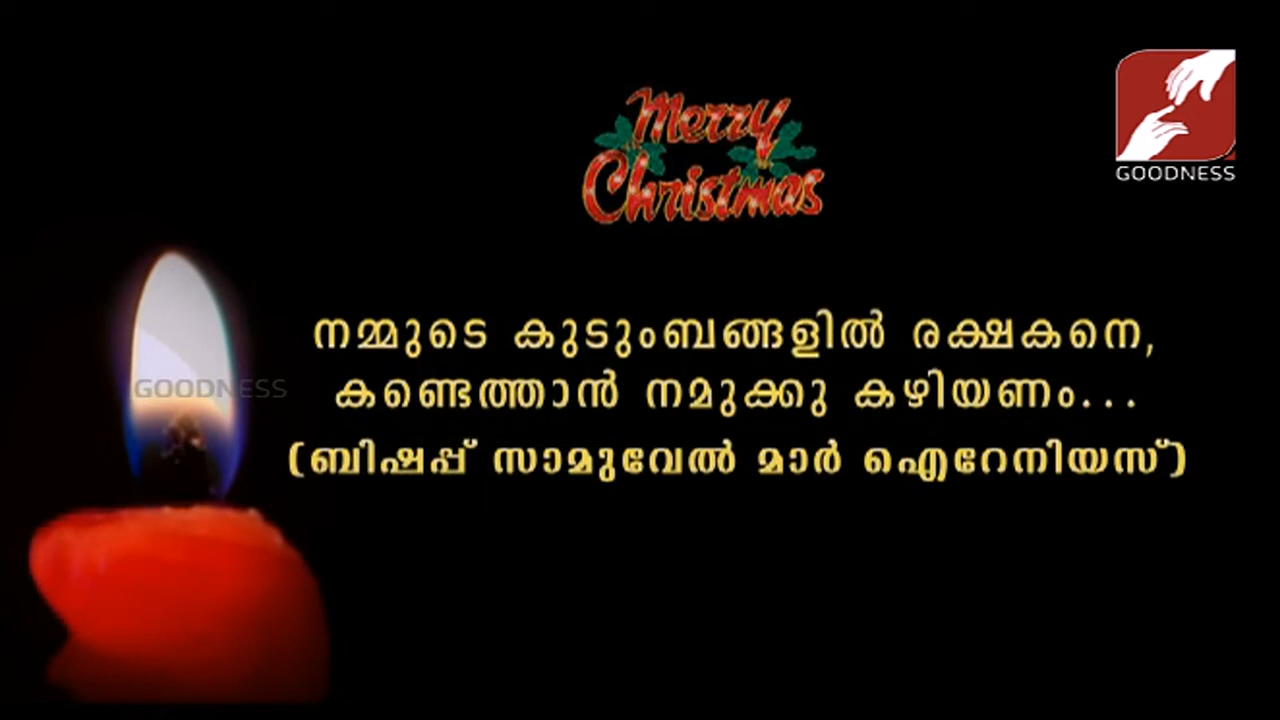 Merry
Christmas
GOODNESS
നമ്മുടെ കുടുംബങ്ങളിൽ രക്ഷകനെ,
GOODNESS
കണ്ടെത്താൻ നമുക്കു കഴിയണം...
(ബിഷപ്പ് സാമുവേൽ മാർ ഐറേനിയസ്)